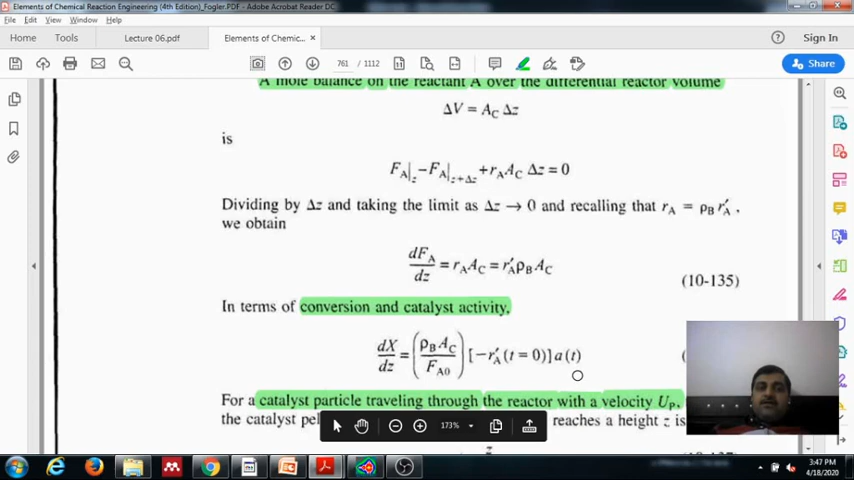 Elements of Chemical Reaction Engineering (4th Edition)_Fogler.PDF - Adobe Acrobat Reader DC
File Edit View Window Help
Home Tools Lecture 06.pdf Elements of Chemic... × Sign In
761 / 1112 Share
A mole balance on the reactant A over the differential reactor volume
ΔV = A_C Δz
is
F_A|_z − F_A|_{z+Δz} + r_A A_C Δz = 0
Dividing by Δz and taking the limit as Δz → 0 and recalling that r_A = ρ_B r′_A ,
we obtain
dF_A/dz = r_A A_C = r′_A ρ_B A_C
(10-135)
In terms of conversion and catalyst activity,
dX/dz = (ρ_B A_C / F_A0) [−r′_A (t = 0)] a(t)
For a catalyst particle traveling through the reactor with a velocity U_P,
the catalyst pel
173%
reaches a height z is
z
3:47 PM
4/18/2020